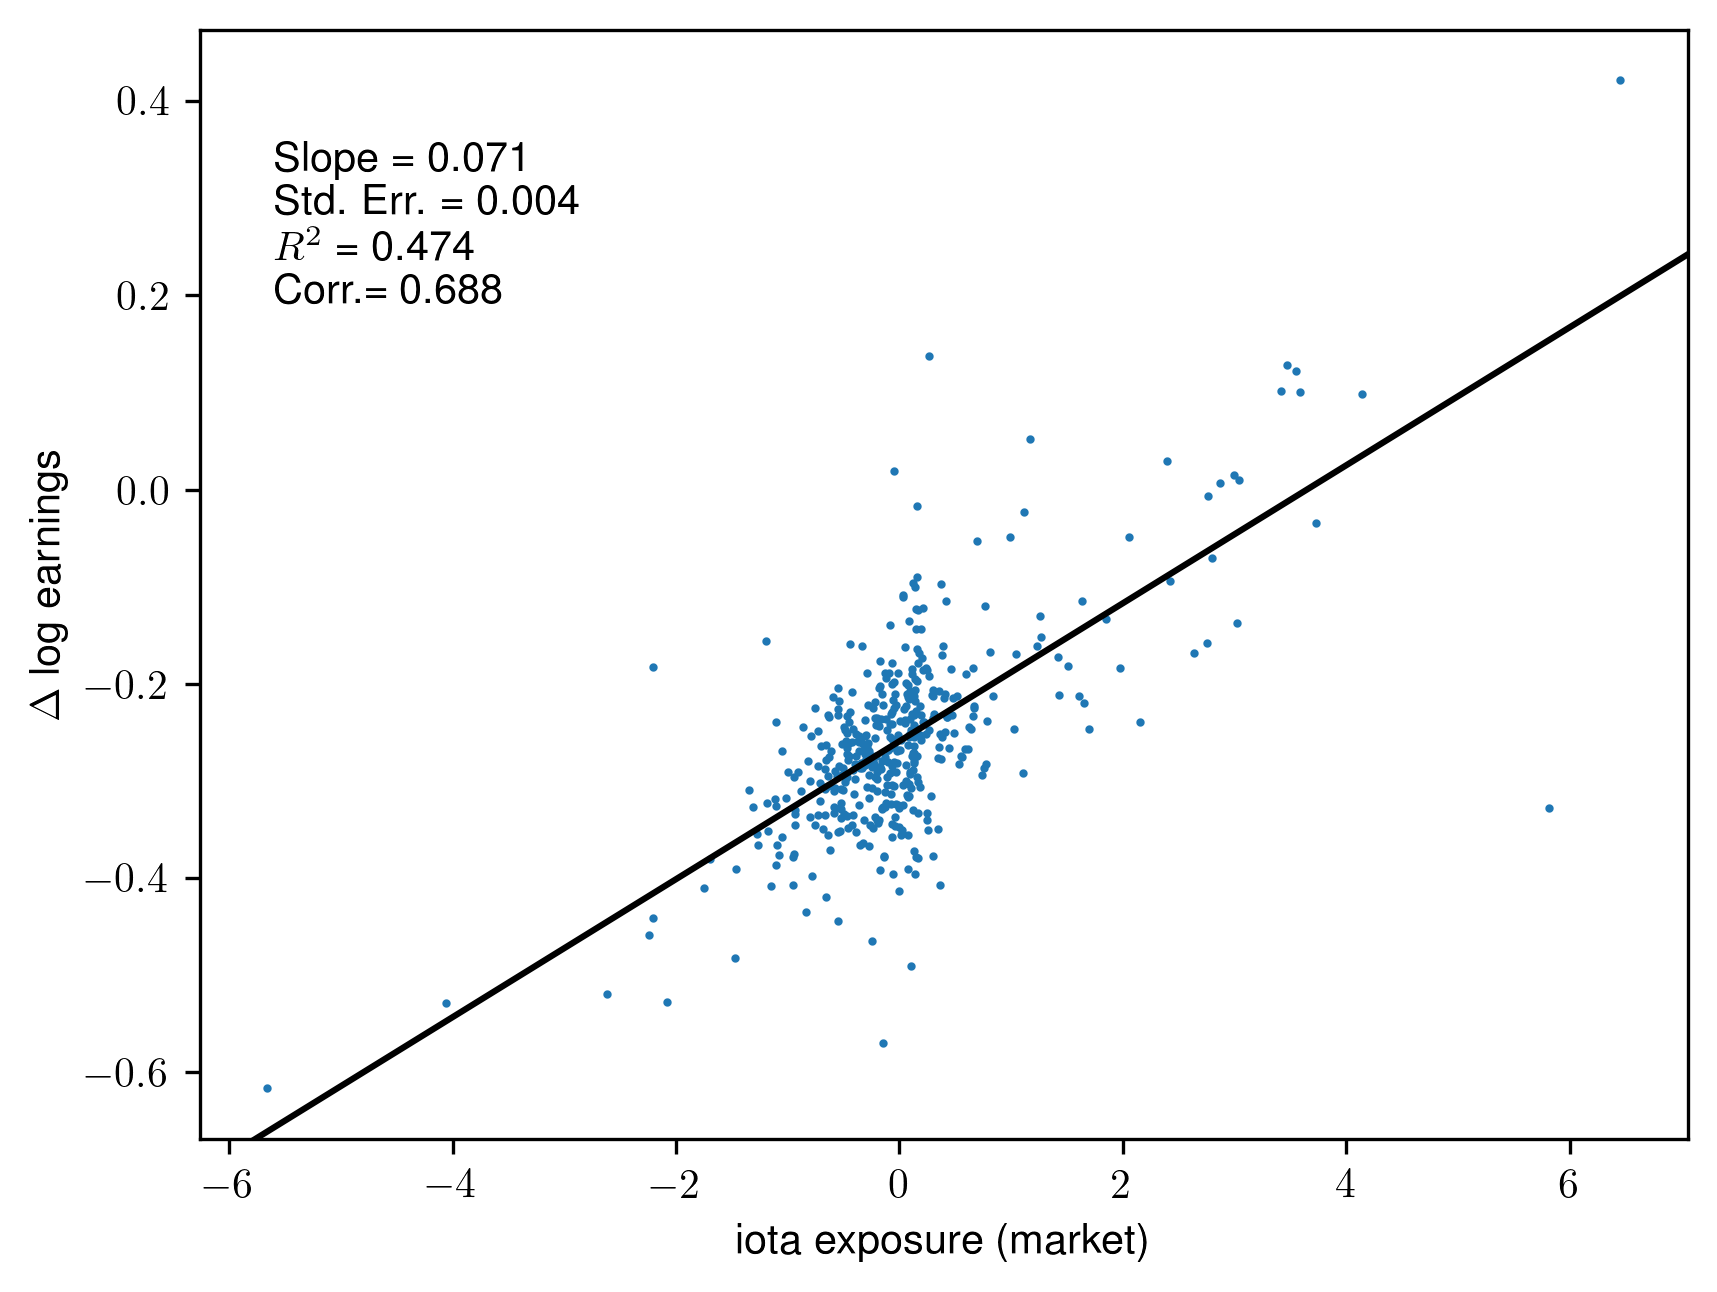 0.4
0.2
0.0
−0.2
−0.4
−0.6
Δ log earnings
Slope = 0.071
Std. Err. = 0.004
R² = 0.474
Corr.= 0.688
−6
−4
−2
0
2
4
6
iota exposure (market)